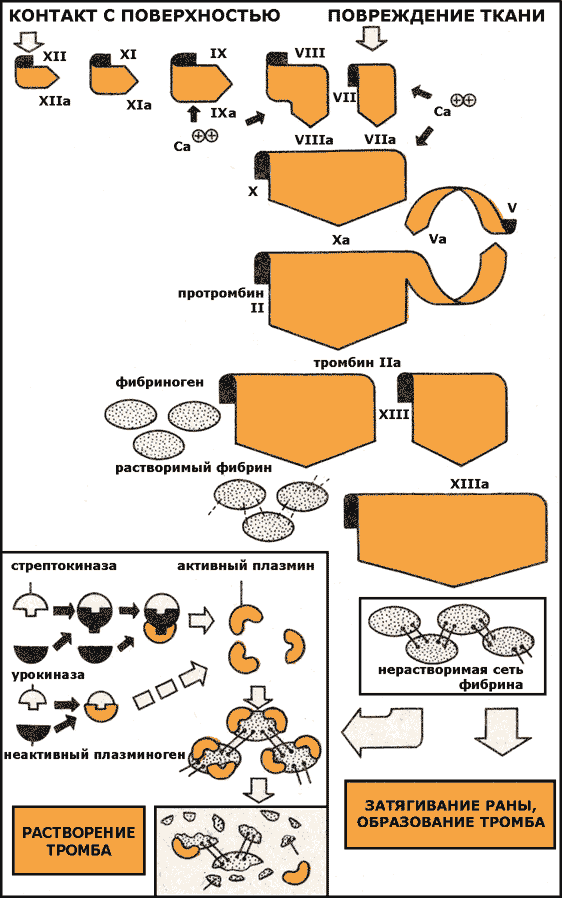 КОНТАКТ С ПОВЕРХНОСТЬЮ
ПОВРЕЖДЕНИЕ ТКАНИ
XII
XI
IX
VIII
VII
XIIa
XIa
IXa
Ca ++
VIIIa
VIIa
Ca ++
X
Xa
Va
V
протромбин
II
тромбин IIa
фибриноген
XIII
растворимый фибрин
XIIIa
стрептокиназа
активный плазмин
урокиназа
неактивный плазминоген
нерастворимая сеть
фибрина
РАСТВОРЕНИЕ
ТРОМБА
ЗАТЯГИВАНИЕ РАНЫ,
ОБРАЗОВАНИЕ ТРОМБА